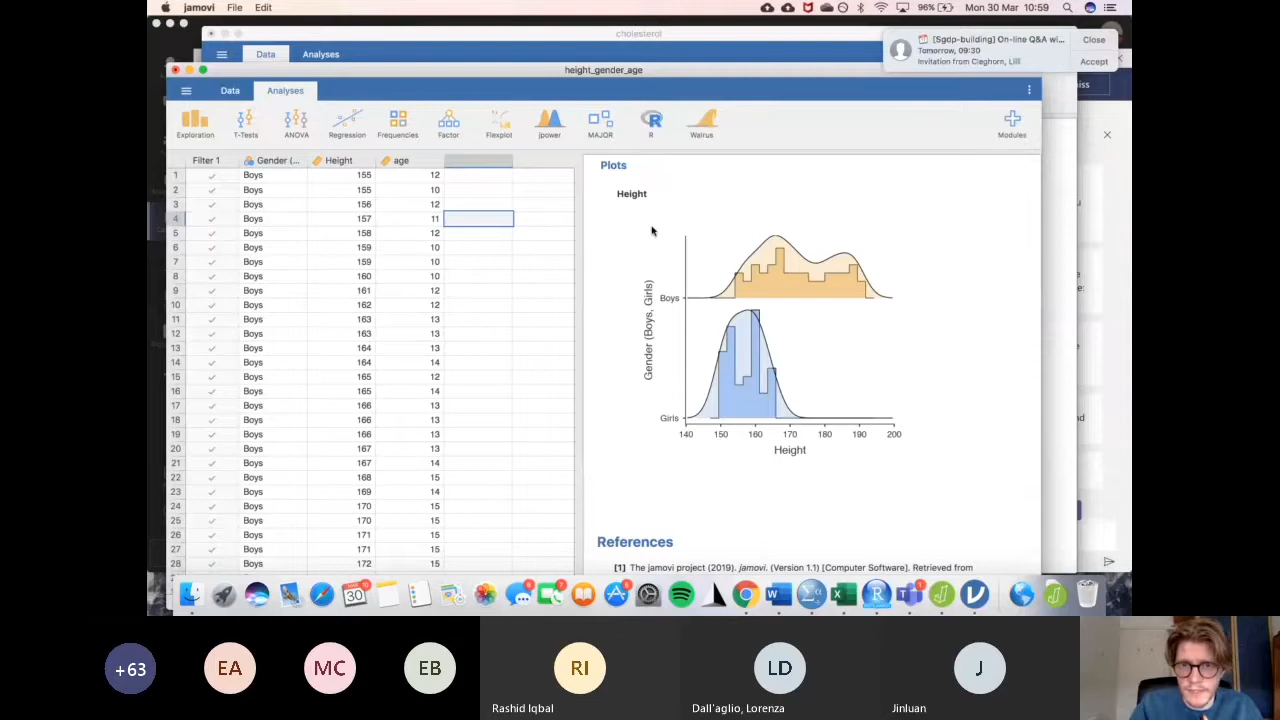 jamovi File Edit 96% Mon 30 Mar 10:59
cholesterol
Data Analyses
[Sgdp-building] On-line Q&A wi...
Tomorrow, 09:30
Invitation from Cleghorn, Lilli
Close
Accept
iss
height_gender_age
Data Analyses
Exploration T-Tests ANOVA Regression Frequencies Factor Flexplot jpower MAJOR R Walrus Modules
Filter 1 Gender (... Height age
1 Boys 155 12
2 Boys 155 10
3 Boys 156 12
4 Boys 157 11
5 Boys 158 12
6 Boys 159 10
7 Boys 159 10
8 Boys 160 10
9 Boys 161 12
10 Boys 162 12
11 Boys 163 13
12 Boys 163 13
13 Boys 164 13
14 Boys 164 14
15 Boys 165 12
16 Boys 165 14
17 Boys 166 13
18 Boys 166 13
19 Boys 166 13
20 Boys 167 13
21 Boys 167 14
22 Boys 168 15
23 Boys 169 14
24 Boys 170 15
25 Boys 170 15
26 Boys 171 15
27 Boys 171 15
28 Boys 172 15
Plots
Height
Gender (Boys, Girls)
Boys
Girls
140 150 160 170 180 190 200
Height
References
[1] The jamovi project (2019). jamovi. (Version 1.1) [Computer Software]. Retrieved from
+63 EA MC EB RI LD J
Rashid Iqbal Dall'aglio, Lorenza Jinluan